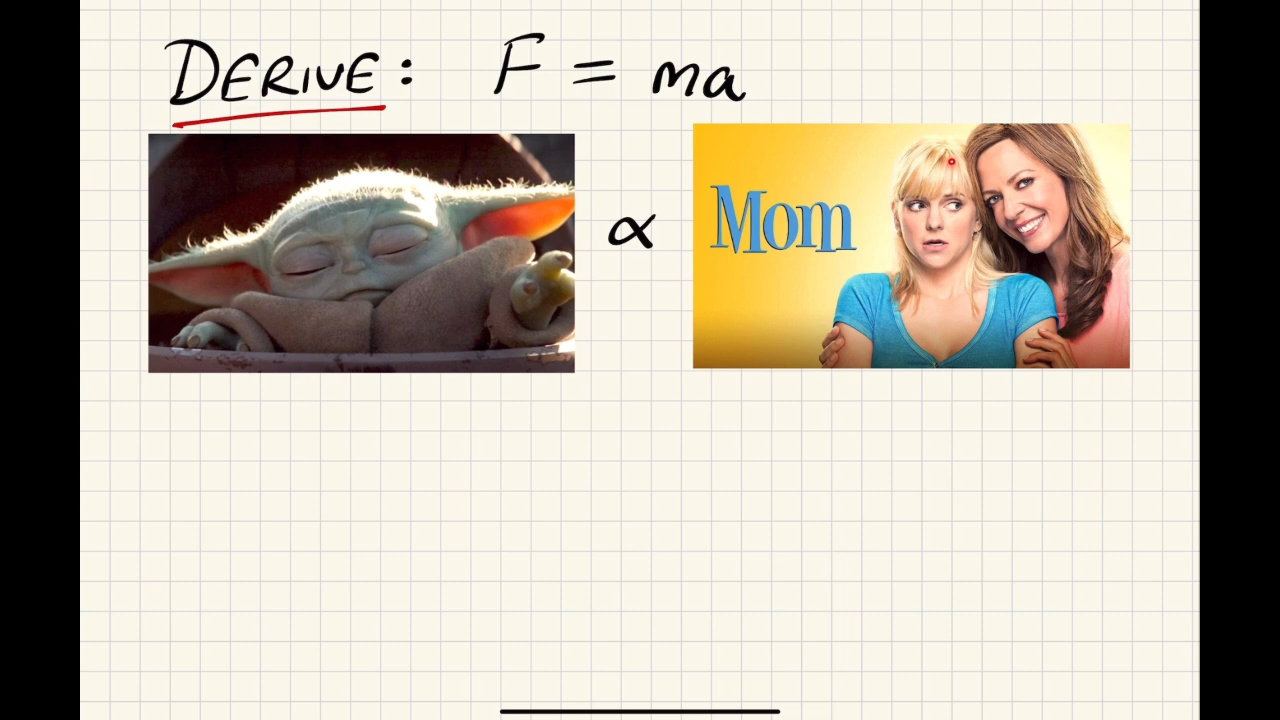 DERIVE: F = ma
∝ Mom